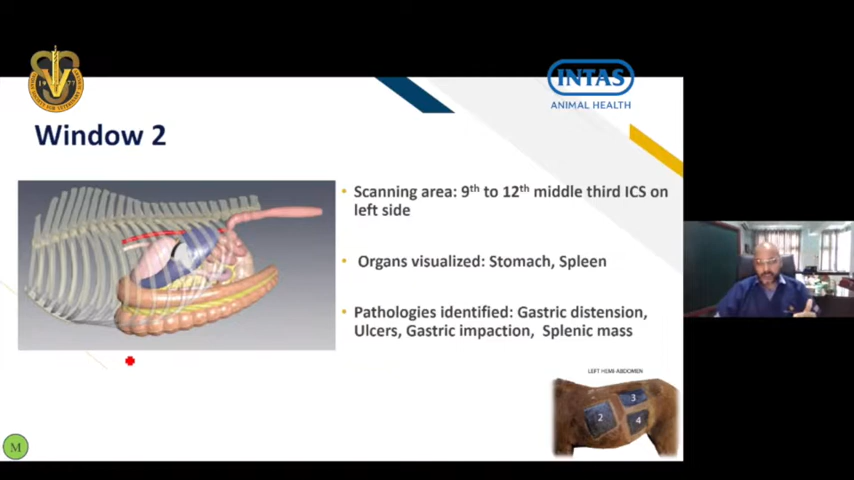 INTAS
ANIMAL HEALTH
Window 2
• Scanning area: 9th to 12th middle third ICS on
left side
• Organs visualized: Stomach, Spleen
• Pathologies identified: Gastric distension,
Ulcers, Gastric impaction, Splenic mass
LEFT HEMI-ABDOMEN
3
2
4
M